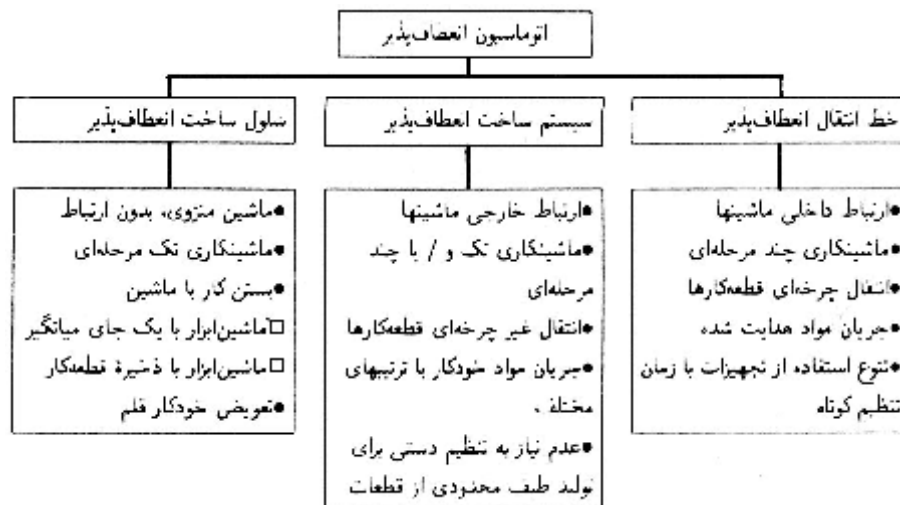 اتوماسیون انعطاف‌پذیر
خط انتقال انعطاف‌پذیر
●ارتباط داخلی ماشینها
●ماشینکاری چند مرحله‌ای
●انتقال چرخه‌ای قطعه‌کارها
●جریان مواد هدایت شده
●تنوع استفاده از تجهیزات با زمان
تنظیم کوتاه
سیستم ساخت انعطاف‌پذیر
●ارتباط خارجی ماشینها
●ماشینکاری تک و / یا چند
مرحله‌ای
●انتقال غیر چرخه‌ای قطعه‌کارها
●جریان مواد خودکار با ترتیبهای
مختلف.
●عدم نیاز به تنظیم دستی برای
تولید طیف محدودی از قطعات
سلول ساخت انعطاف‌پذیر
●ماشین منزوی، بدون ارتباط
●ماشینکاری تک مرحله‌ای
●بستن کار با ماشین
□ماشین‌ابزار با یک جای میانگیر
□ماشین‌ابزار با ذخیرهٔ قطعه‌کار
●تعویض خودکار قلم